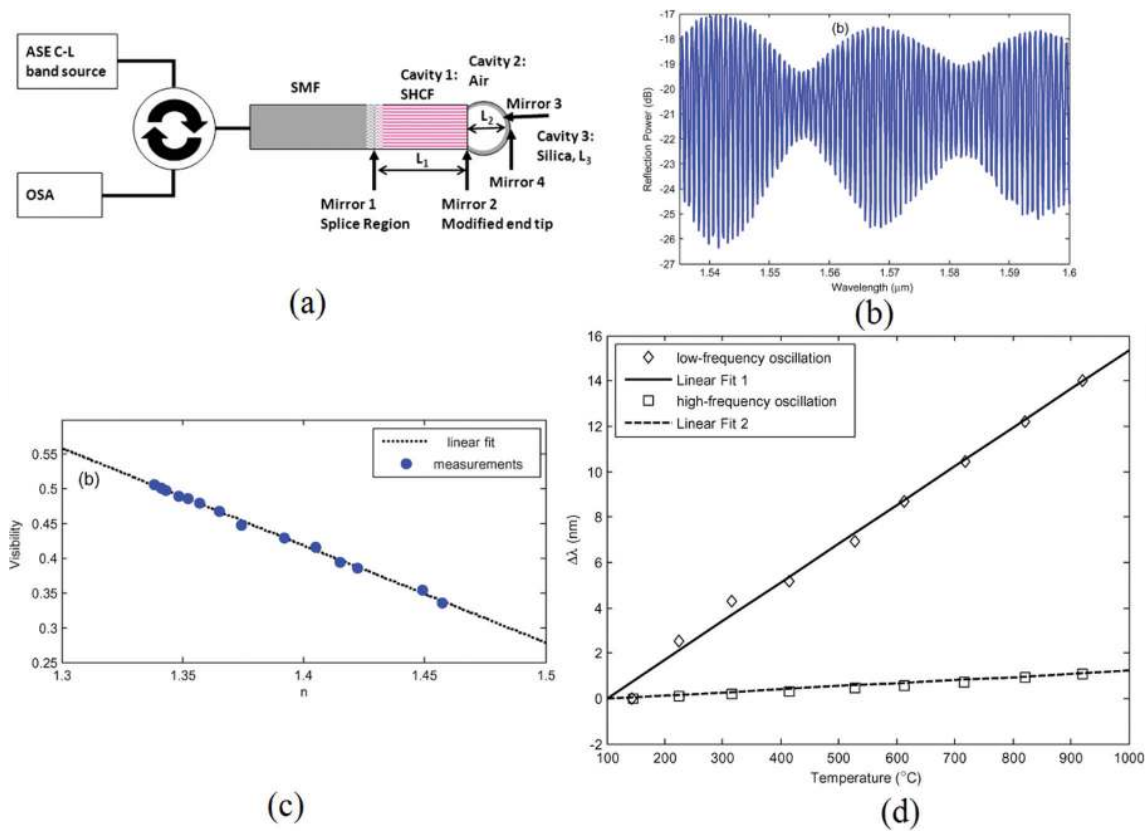 ASE C-L
band source
OSA
SMF
Cavity 1:
SHCF
Cavity 2:
Air
Mirror 3
L₂
Cavity 3:
Silica, L₃
Mirror 4
L₁
Mirror 1
Splice Region
Mirror 2
Modified end tip
(a)
(b)
-17
-18
-19
-20
-21
-22
-23
-24
-25
-26
-27
Reflection Power (dB)
1.54
1.55
1.56
1.57
1.58
1.59
1.6
Wavelength (μm)
(b)
(b)
linear fit
measurements
0.55
0.5
0.45
0.4
0.35
0.3
0.25
Visibility
1.3
1.35
1.4
1.45
1.5
n
(c)
low-frequency oscillation
Linear Fit 1
high-frequency oscillation
Linear Fit 2
16
14
12
10
8
6
4
2
0
-2
Δλ (nm)
100
200
300
400
500
600
700
800
900
1000
Temperature (°C)
(d)